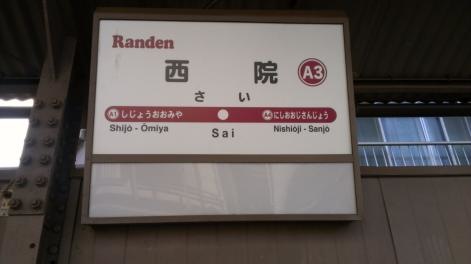 Randen
西院 A3
さい
A1 しじょうおおみや A4 にしおおじさんじょう
Shijō - Ōmiya Sai Nishiōji - Sanjō